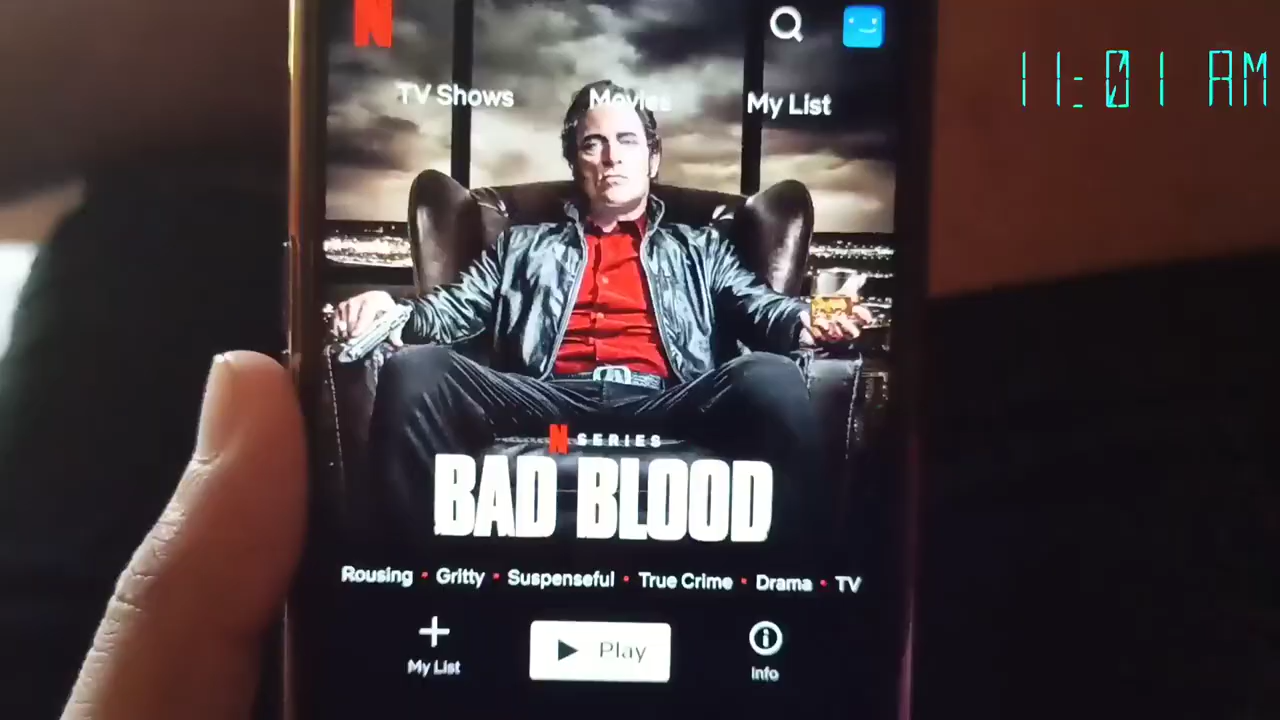 11:01 AM
TV Shows
Movies
My List
N SERIES
BAD BLOOD
Rousing • Gritty • Suspenseful • True Crime • Drama • TV
My List
Play
Info